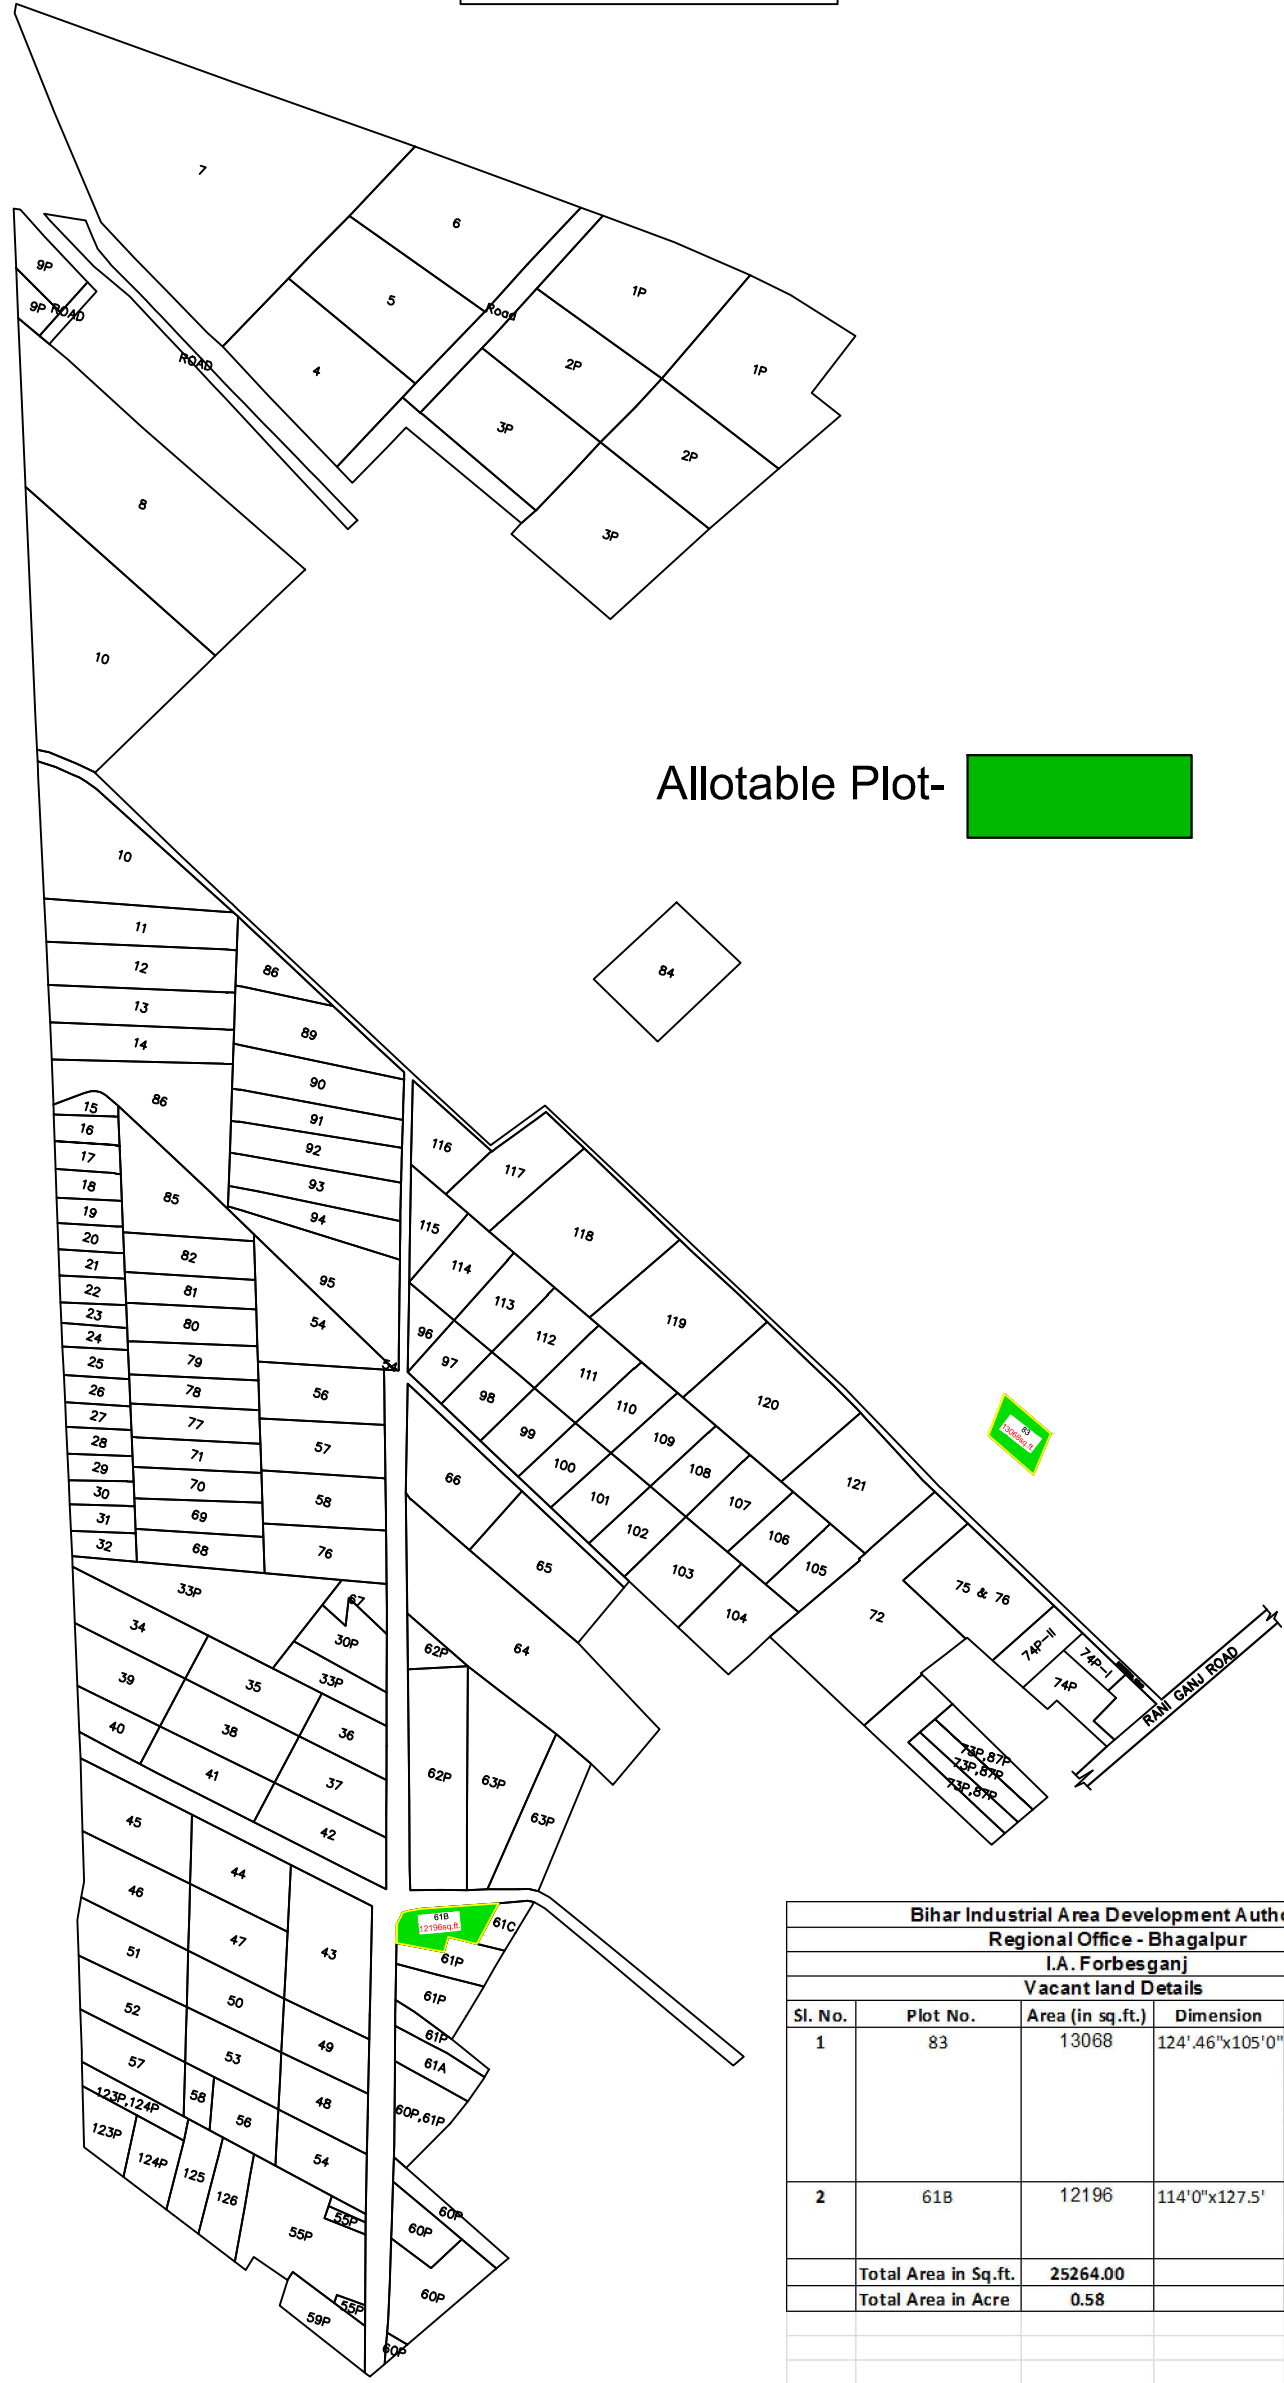 7
6
5
4
Road
1P
1P
2P
2P
3P
3P
9P
9P
ROAD
ROAD
8
10
Allotable Plot-
10
11
12
13
14
86
86
89
90
91
92
93
94
95
84
15
16
17
18
19
20
21
22
23
24
25
26
27
28
29
30
31
32
85
82
81
80
79
78
77
71
70
69
68
54
54
56
57
58
76
116
117
118
119
120
121
115
114
113
112
111
110
109
108
107
106
105
96
97
98
99
100
101
102
103
104
66
65
64
72
75 & 76
74P-II
74P-I
74P
RANI GANJ ROAD
73P,87P
73P,87P
73P,87P
83
13068sq.ft.
33P
67
30P
33P
34
35
36
39
38
37
40
41
42
62P
62P
63P
63P
45
44
46
47
43
51
50
49
52
53
48
57
58
56
54
123P,124P
123P
124P
125
126
55P
55P
55P
59P
61B
12196sq.ft.
61C
61P
61P
61P
61A
60P,61P
60P
60P
60P
60P
Bihar Industrial Area Development Autho
Regional Office - Bhagalpur
I.A. Forbesganj
Vacant land Details
Sl. No. Plot No. Area (in sq.ft.) Dimension
1 83 13068 124'.46"x105'0"
2 61B 12196 114'0"x127.5'
Total Area in Sq.ft. 25264.00
Total Area in Acre 0.58